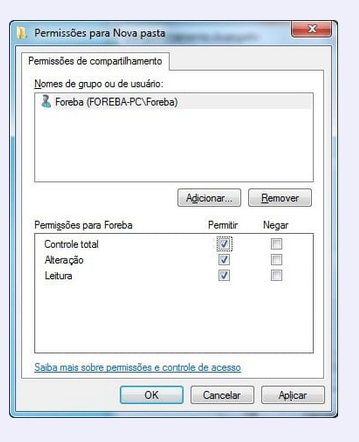 Permissões para Nova pasta
Permissões de compartilhamento
Nomes de grupo ou de usuário:
Foreba (FOREBA-PC\Foreba)
Adicionar... Remover
Permissões para Foreba Permitir Negar
Controle total
Alteração
Leitura
Saiba mais sobre permissões e controle de acesso
OK Cancelar Aplicar